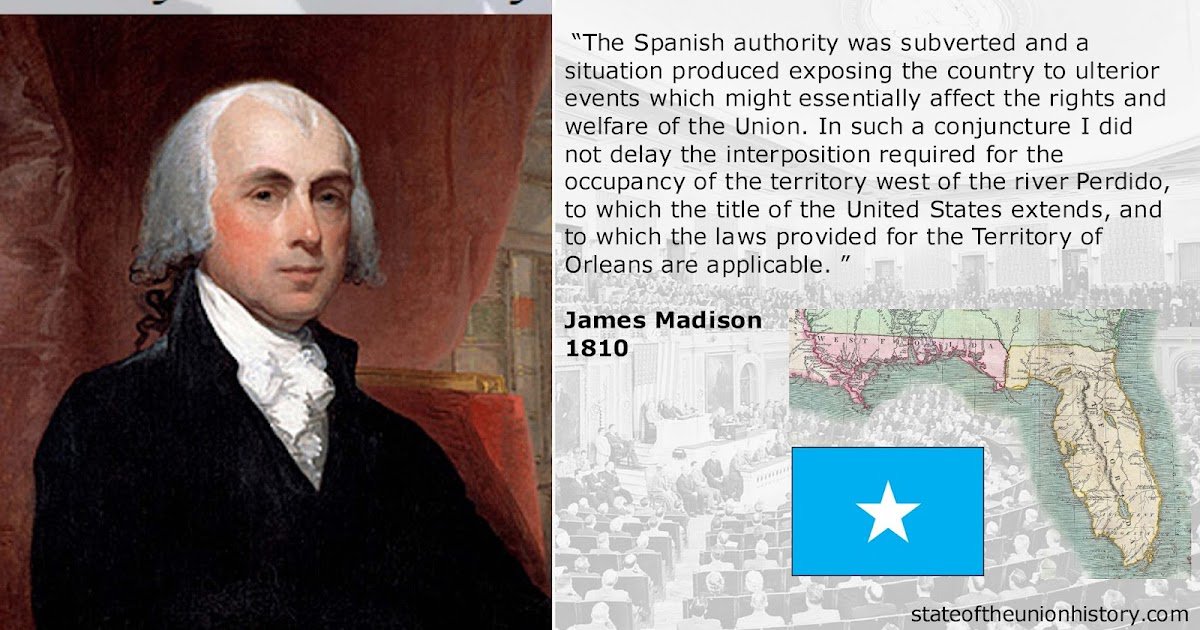 “The Spanish authority was subverted and a
situation produced exposing the country to ulterior
events which might essentially affect the rights and
welfare of the Union. In such a conjuncture I did
not delay the interposition required for the
occupancy of the territory west of the river Perdido,
to which the title of the United States extends, and
to which the laws provided for the Territory of
Orleans are applicable. ”
James Madison
1810
WEST FLORIDA
stateoftheunionhistory.com